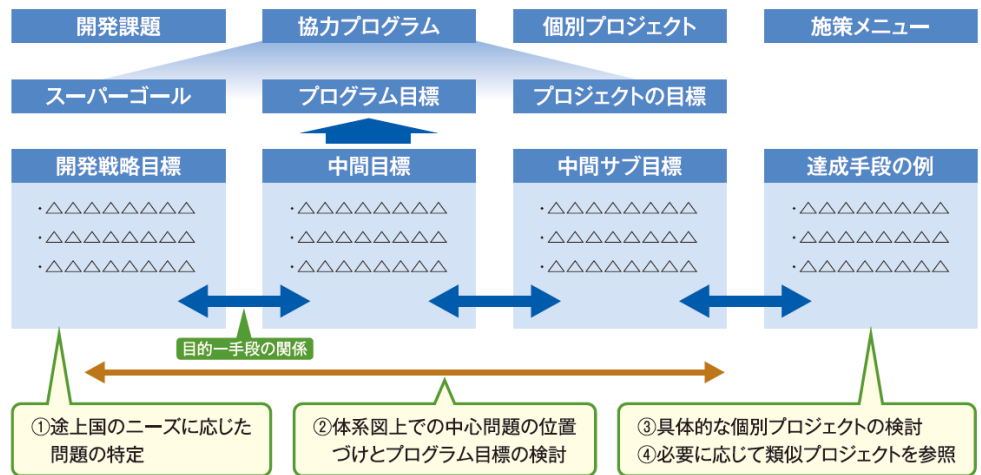 開発課題
協力プログラム
個別プロジェクト
施策メニュー
スーパーゴール
プログラム目標
プロジェクトの目標
開発戦略目標
・△△△△△△△△
・△△△△△△△△
・△△△△△△△△
中間目標
・△△△△△△△△
・△△△△△△△△
・△△△△△△△△
中間サブ目標
・△△△△△△△△
・△△△△△△△△
・△△△△△△△△
達成手段の例
・△△△△△△△△
・△△△△△△△△
・△△△△△△△△
目的ー手段の関係
①途上国のニーズに応じた
問題の特定
②体系図上での中心問題の位置
づけとプログラム目標の検討
③具体的な個別プロジェクトの検討
④必要に応じて類似プロジェクトを参照